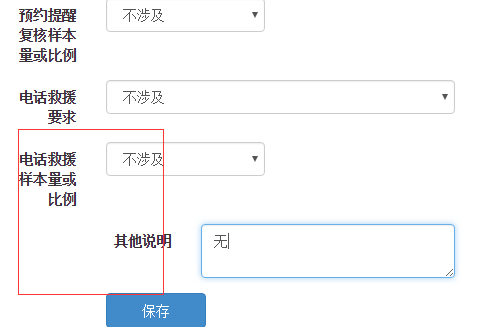 预约提醒 不涉及
复核样本
量或比例
电话救援 不涉及
要求
电话救援 不涉及
样本量或
比例
其他说明 无
保存